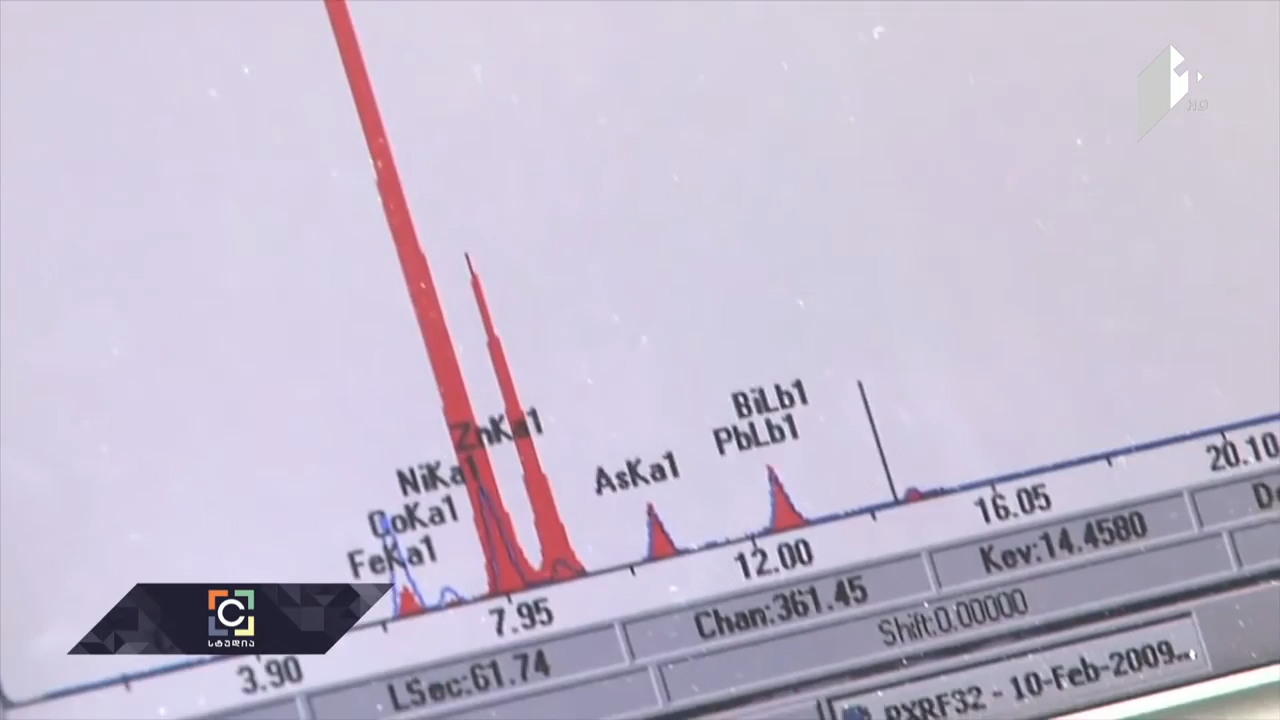 HD
BiLb1
PbLb1
ZnKa1
AsKa1
NiKa1
CoKa1
FeKa1
3.90
7.95
12.00
16.05
20.10
LSec:61.74
Chan:361.45
Kev:14.4580
Shift:0.00000
PXRF32 - 10-Feb-2009...
C
სტუდია